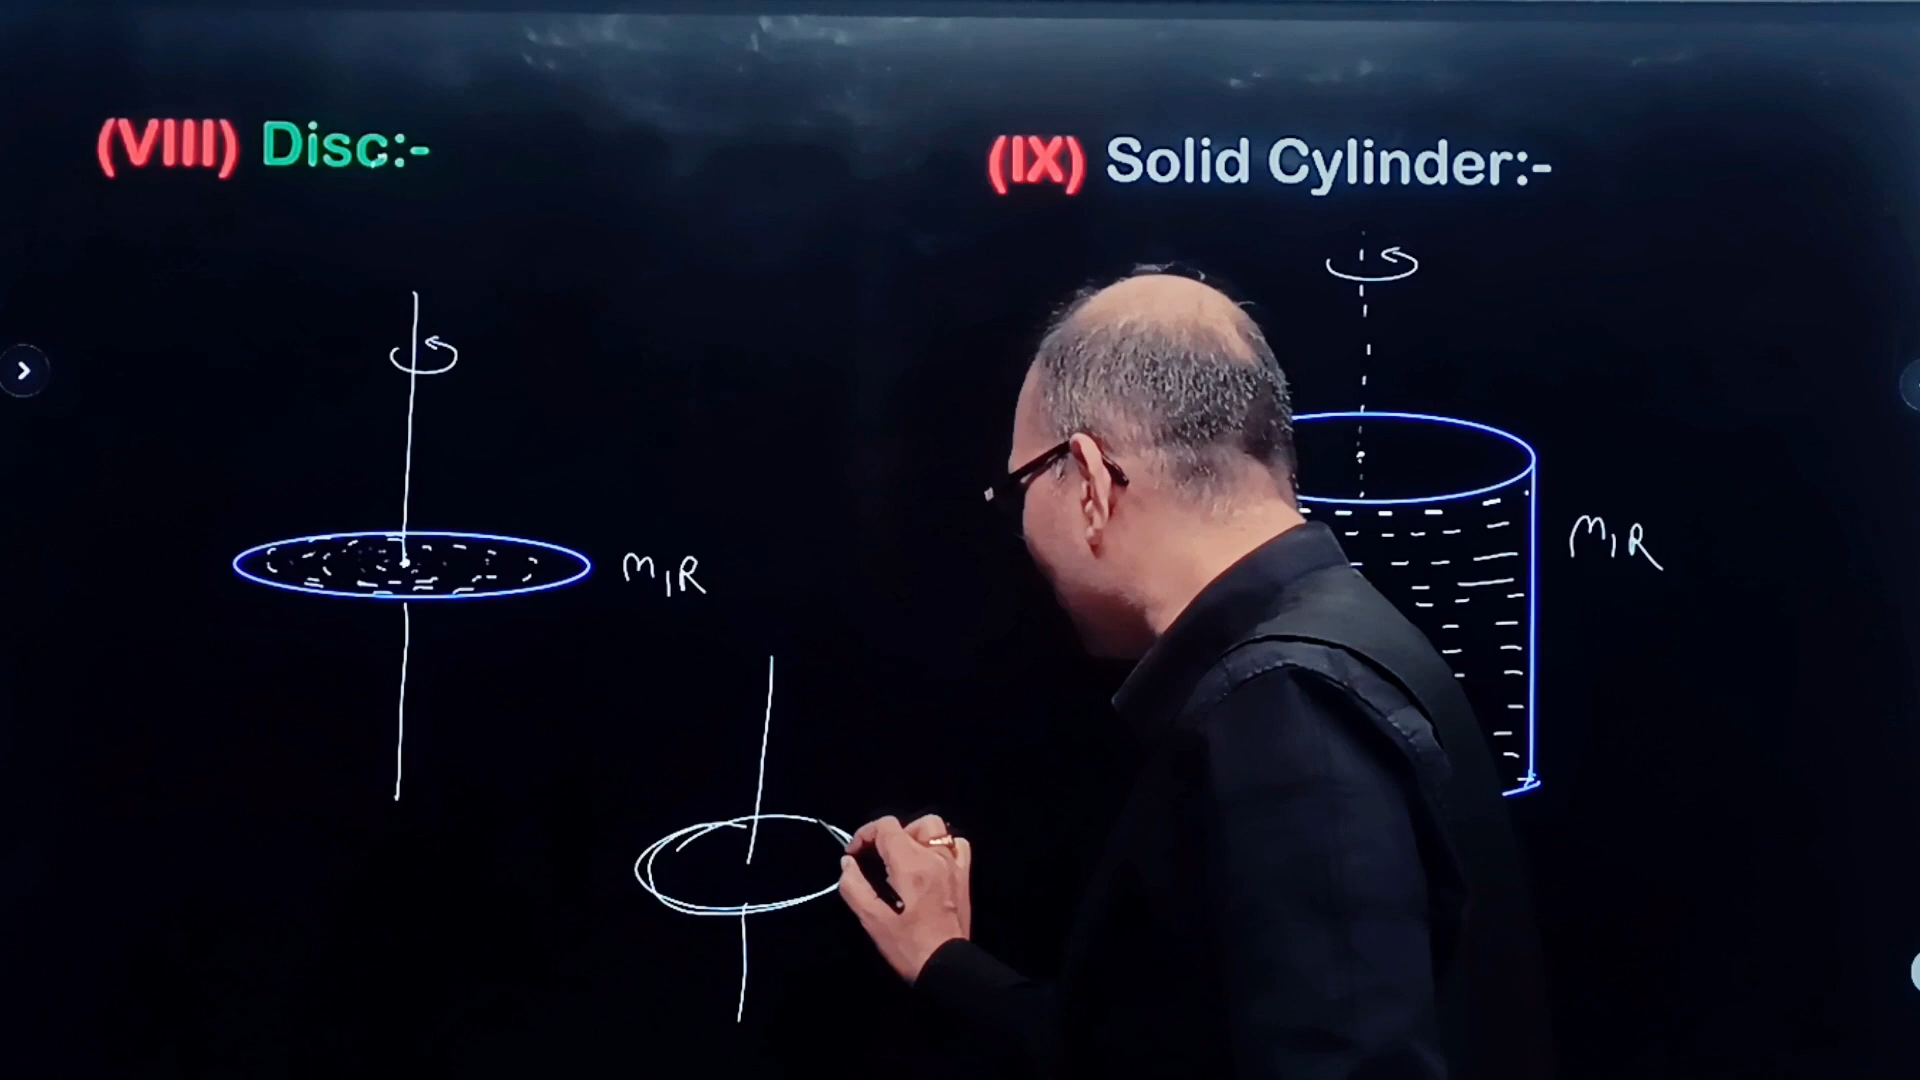 (VIII) Disc:-
(IX) Solid Cylinder:-
M,R
M,R